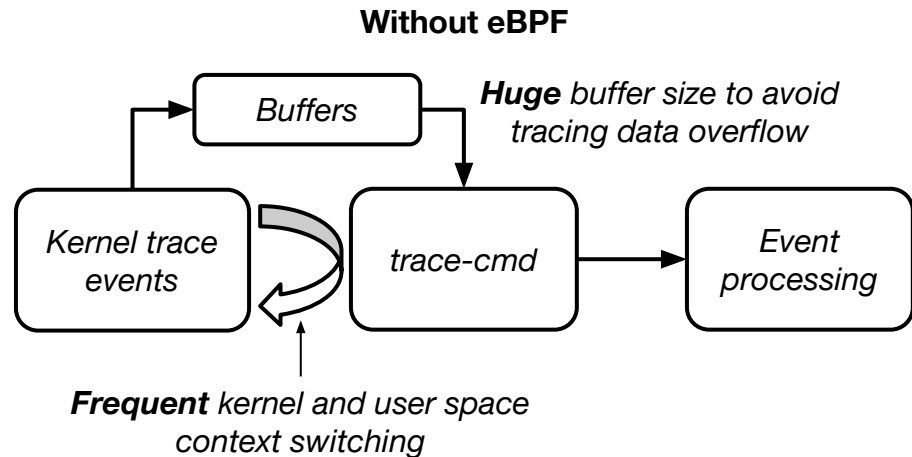 Without eBPF
Buffers
Huge buffer size to avoid
tracing data overflow
Kernel trace
events
trace-cmd
Event
processing
Frequent kernel and user space
context switching